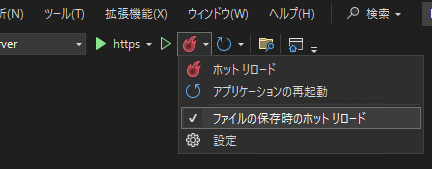 析(N) ツール(T) 拡張機能(X) ウィンドウ(W) ヘルプ(H) 検索
rver https
ホット リロード
アプリケーションの再起動
ファイルの保存時のホット リロード
設定